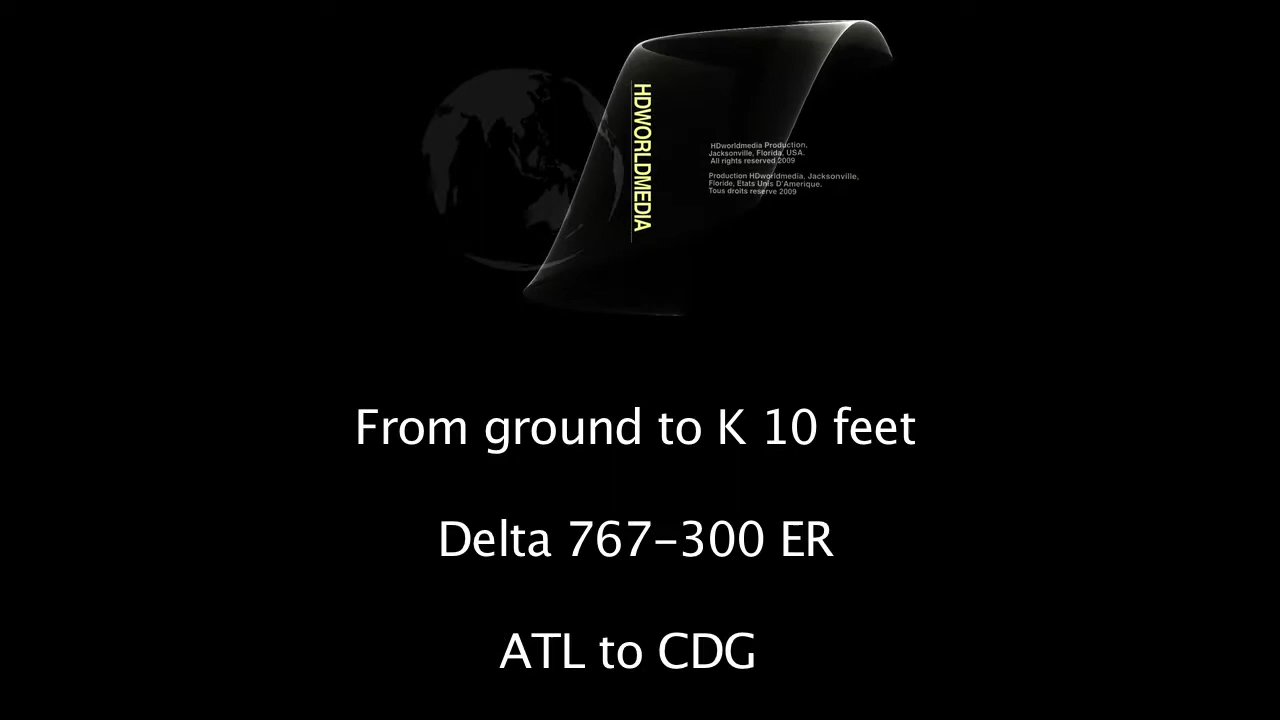 HDWORLDMEDIA
HDworldmedia Production,
Jacksonville, Florida, USA.
All rights reserved 2009
Production HDworldmedia, Jacksonville,
Floride, Etats Unis D'Amerique.
Tous droits reserve 2009
From ground to K 10 feet
Delta 767-300 ER
ATL to CDG